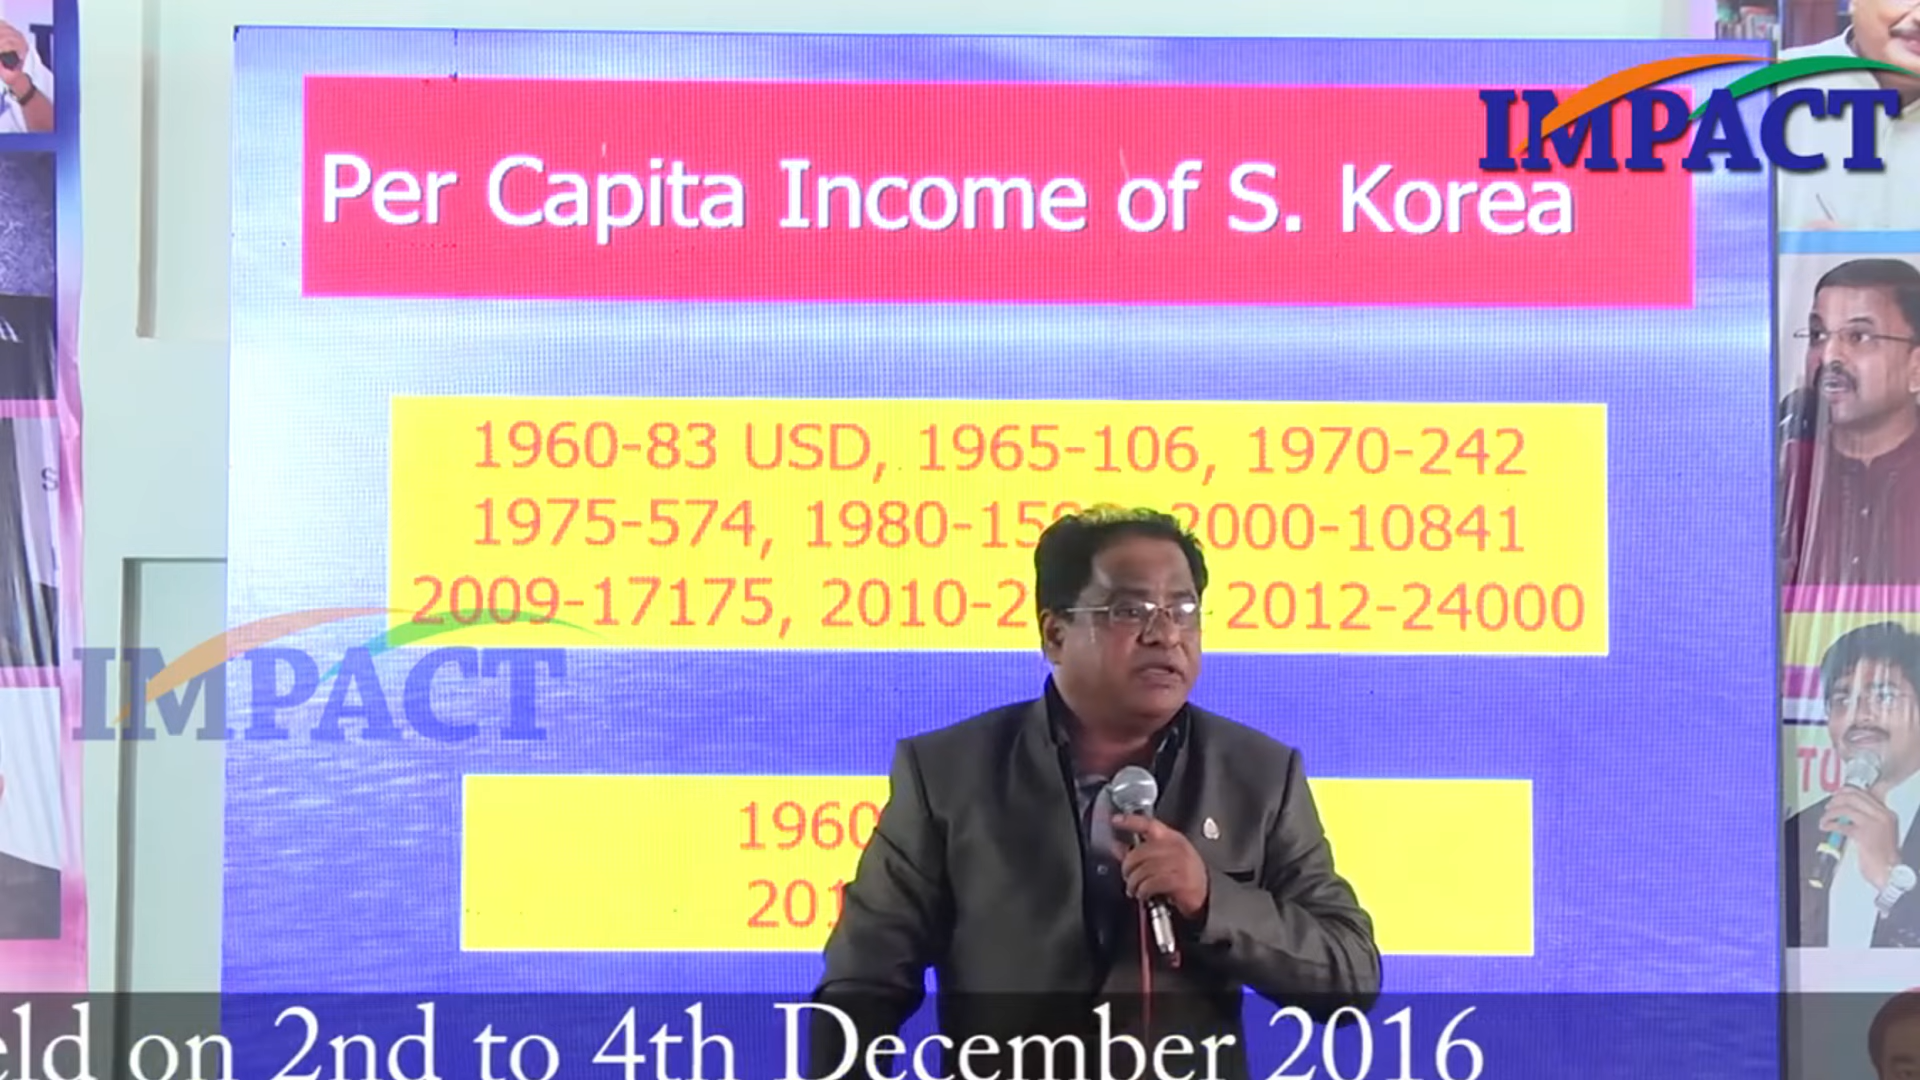 IMPACT
Per Capita Income of S. Korea
1960-83 USD, 1965-106, 1970-242
1975-574, 1980-15 2000-10841
2009-17175, 2010-2 2012-24000
IMPACT
1960
201
TU
eld on 2nd to 4th December 2016